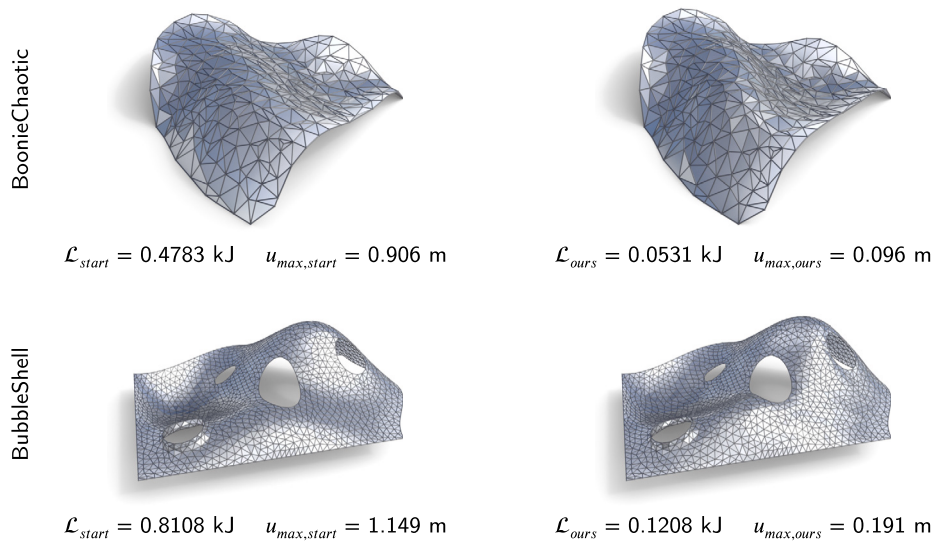 BoonieChaotic
ℒ_start = 0.4783 kJ u_max,start = 0.906 m
ℒ_ours = 0.0531 kJ u_max,ours = 0.096 m
BubbleShell
ℒ_start = 0.8108 kJ u_max,start = 1.149 m
ℒ_ours = 0.1208 kJ u_max,ours = 0.191 m